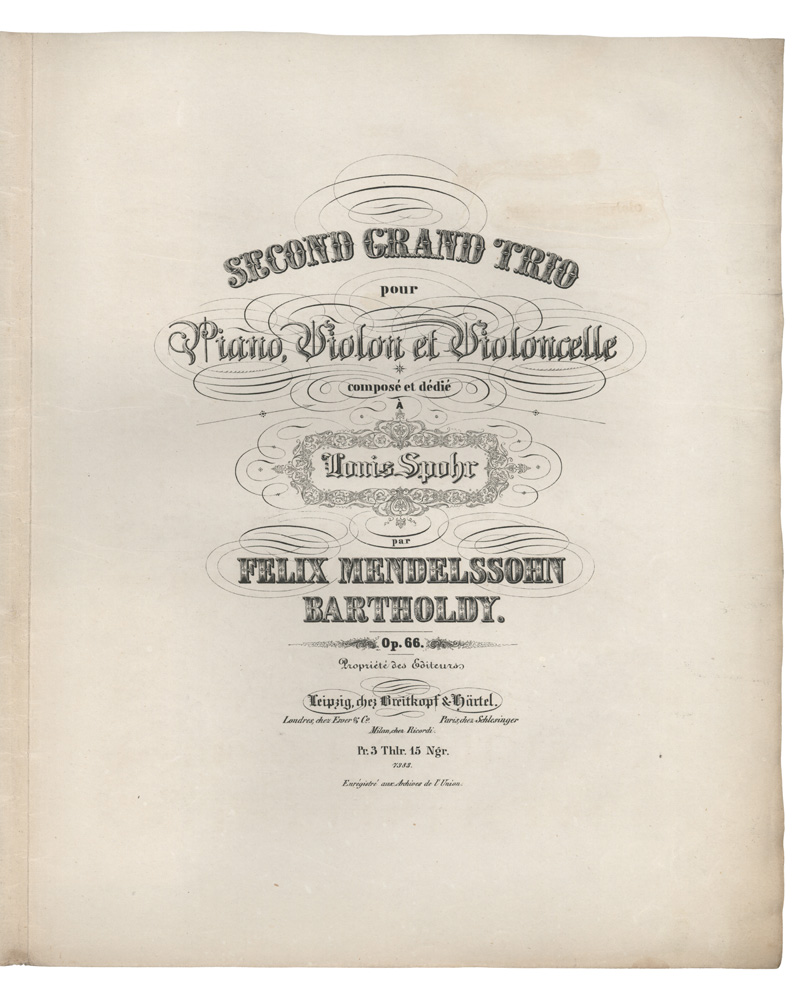 SECOND GRAND TRIO
pour
Piano, Violon et Violoncelle
composé et dédié
À
Louis Spohr
par
FELIX MENDELSSOHN
BARTHOLDY.
Op. 66.
Propriété des Editeurs.
Leipzig, chez Breitkopf & Härtel.
Londres, chez Ewer & Co. Paris, chez Schlesinger
Milan, chez Ricordi.
Pr. 3 Thlr. 15 Ngr.
Enrégistré aux Archives de l'Union.